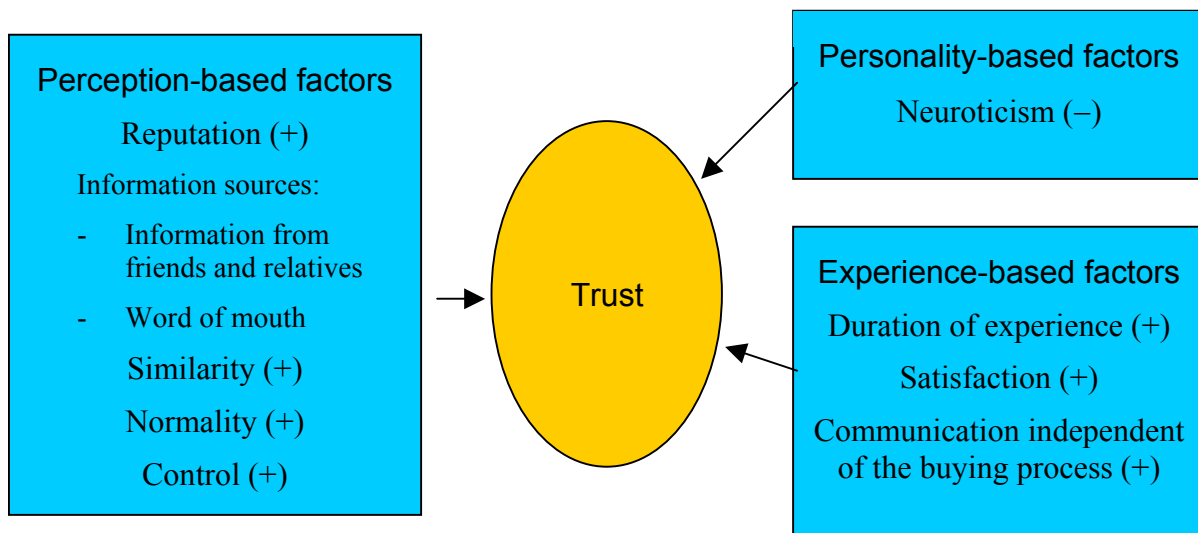 Perception-based factors
Reputation (+)
Information sources:
- Information from
friends and relatives
- Word of mouth
Similarity (+)
Normality (+)
Control (+)
Trust
Personality-based factors
Neuroticism (–)
Experience-based factors
Duration of experience (+)
Satisfaction (+)
Communication independent
of the buying process (+)